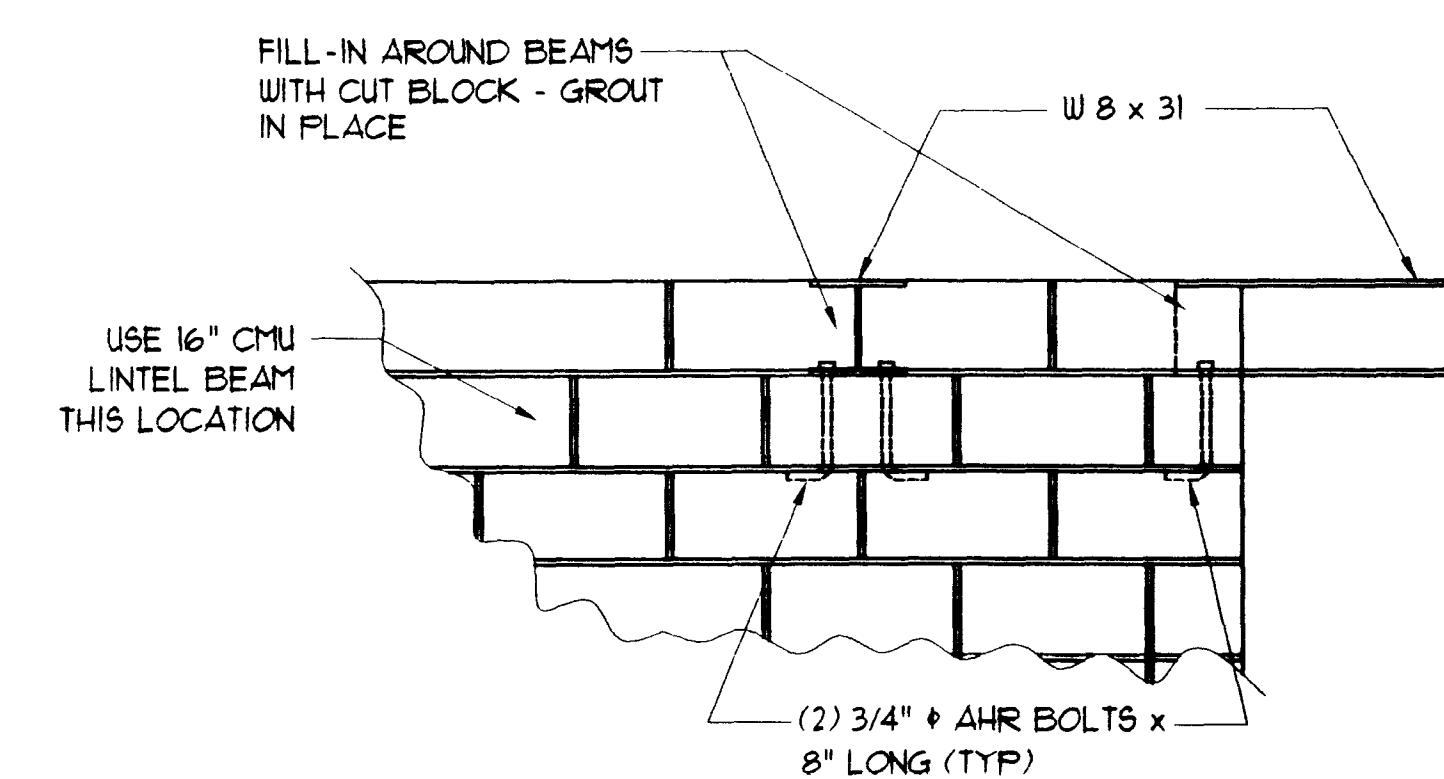 FILL-IN AROUND BEAMS
WITH CUT BLOCK - GROUT
IN PLACE
W 8 x 31
USE 16" CMU
LINTEL BEAM
THIS LOCATION
(2) 3/4" ϕ AHR BOLTS x
8" LONG (TYP)